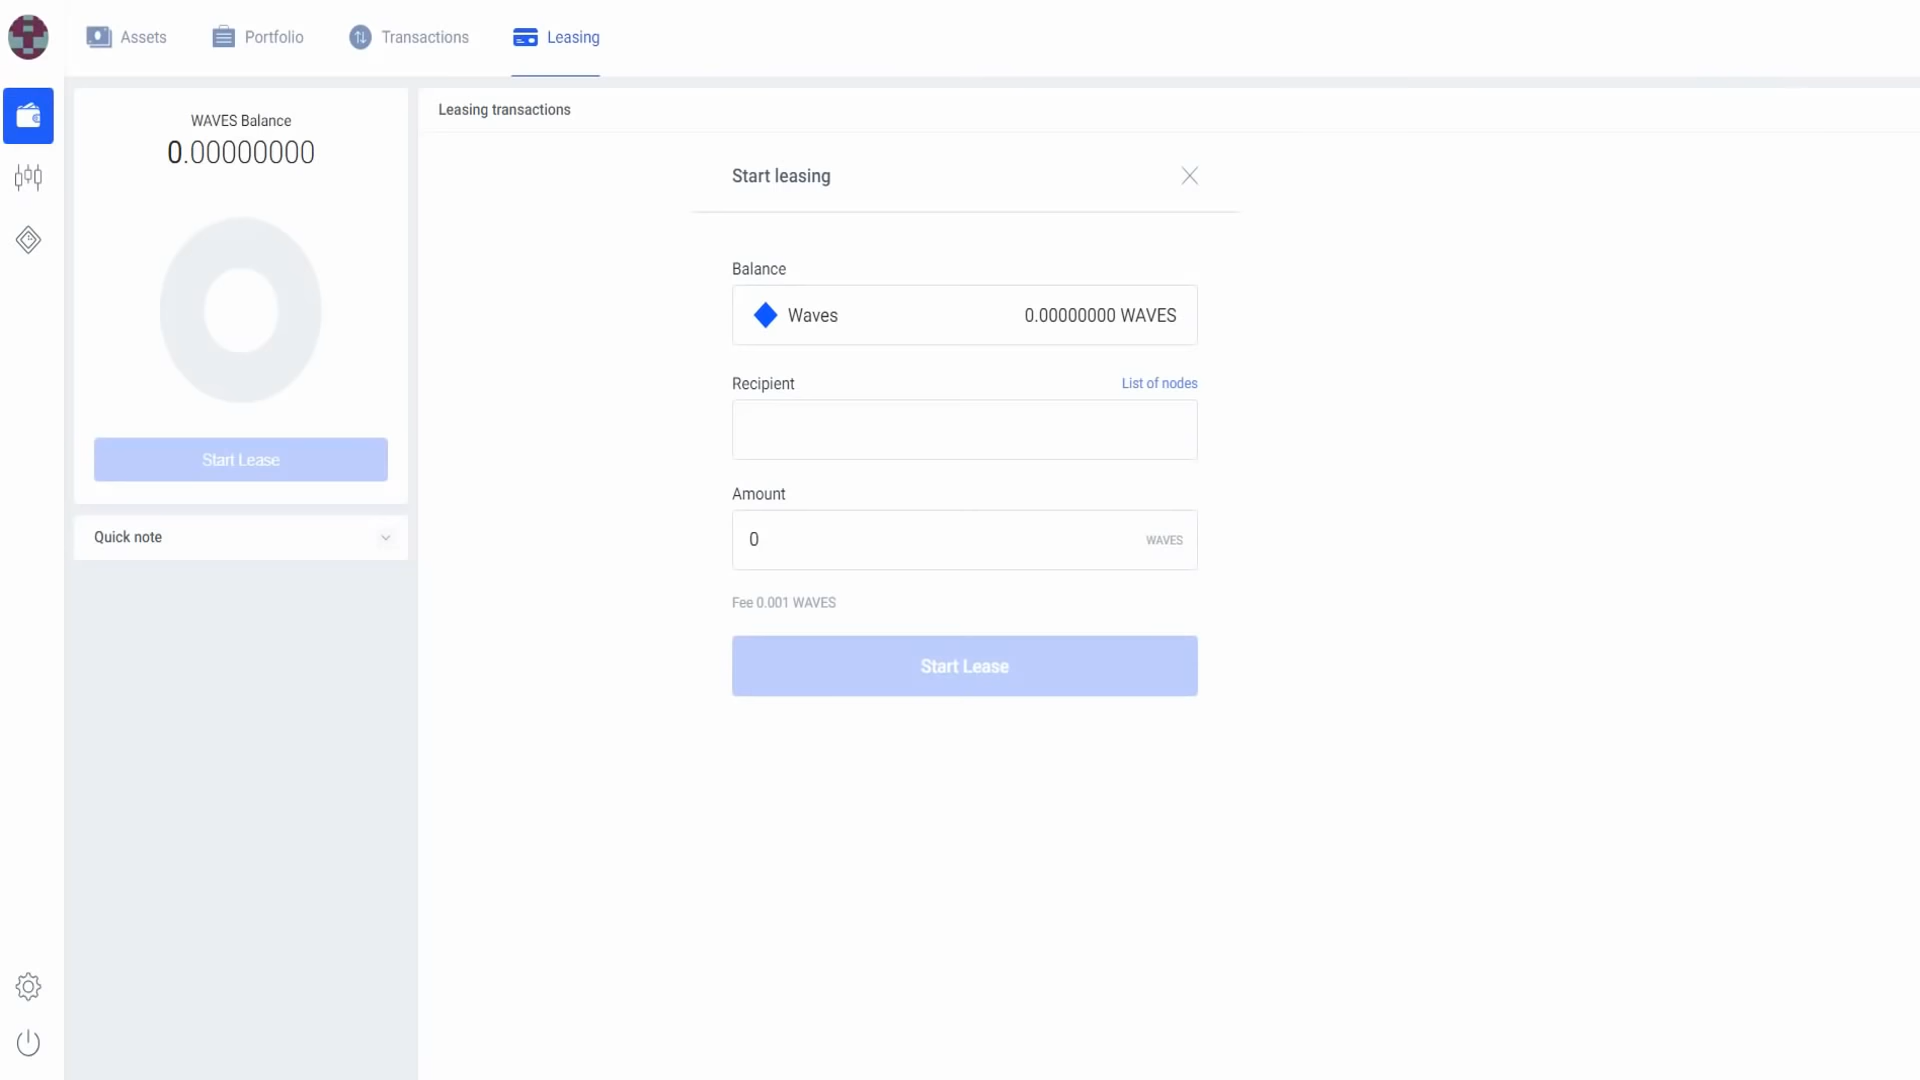 Assets
Portfolio
Transactions
Leasing
WAVES Balance
0.00000000
Start Lease
Quick note
Leasing transactions
Start leasing
Balance
Waves 0.00000000 WAVES
Recipient List of nodes
Amount
0 WAVES
Fee 0.001 WAVES
Start Lease